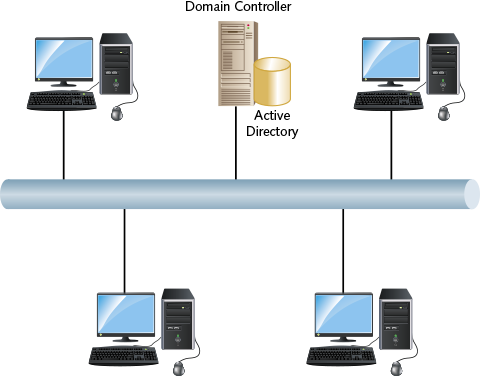 Domain Controller
Active
Directory